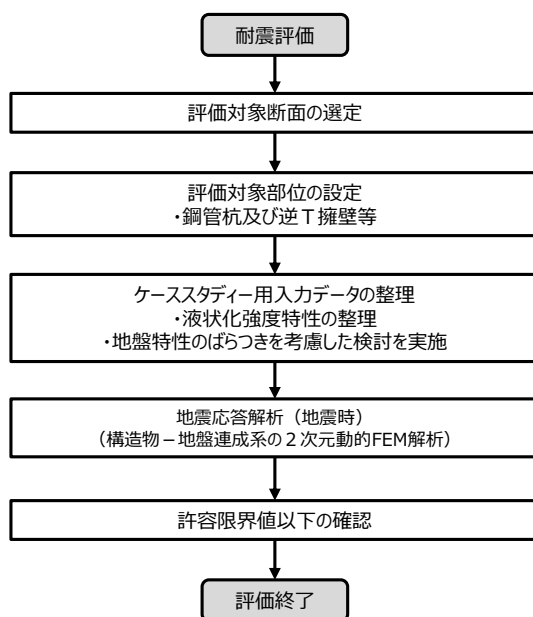 耐震評価
評価対象断面の選定
評価対象部位の設定
・鋼管杭及び逆Ｔ擁壁等
ケーススタディー用入力データの整理
・液状化強度特性の整理
・地盤特性のばらつきを考慮した検討を実施
地震応答解析（地震時）
（構造物－地盤連成系の２次元動的FEM解析）
許容限界値以下の確認
評価終了